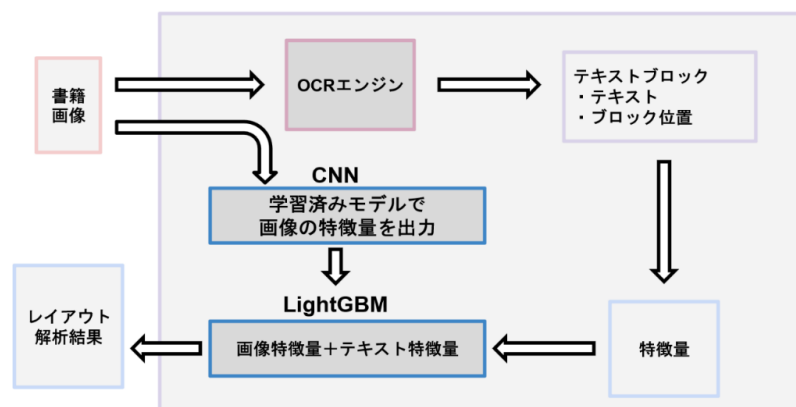 書籍
画像
OCRエンジン
テキストブロック
・テキスト
・ブロック位置
CNN
学習済みモデルで
画像の特徴量を出力
LightGBM
画像特徴量＋テキスト特徴量
特徴量
レイアウト
解析結果